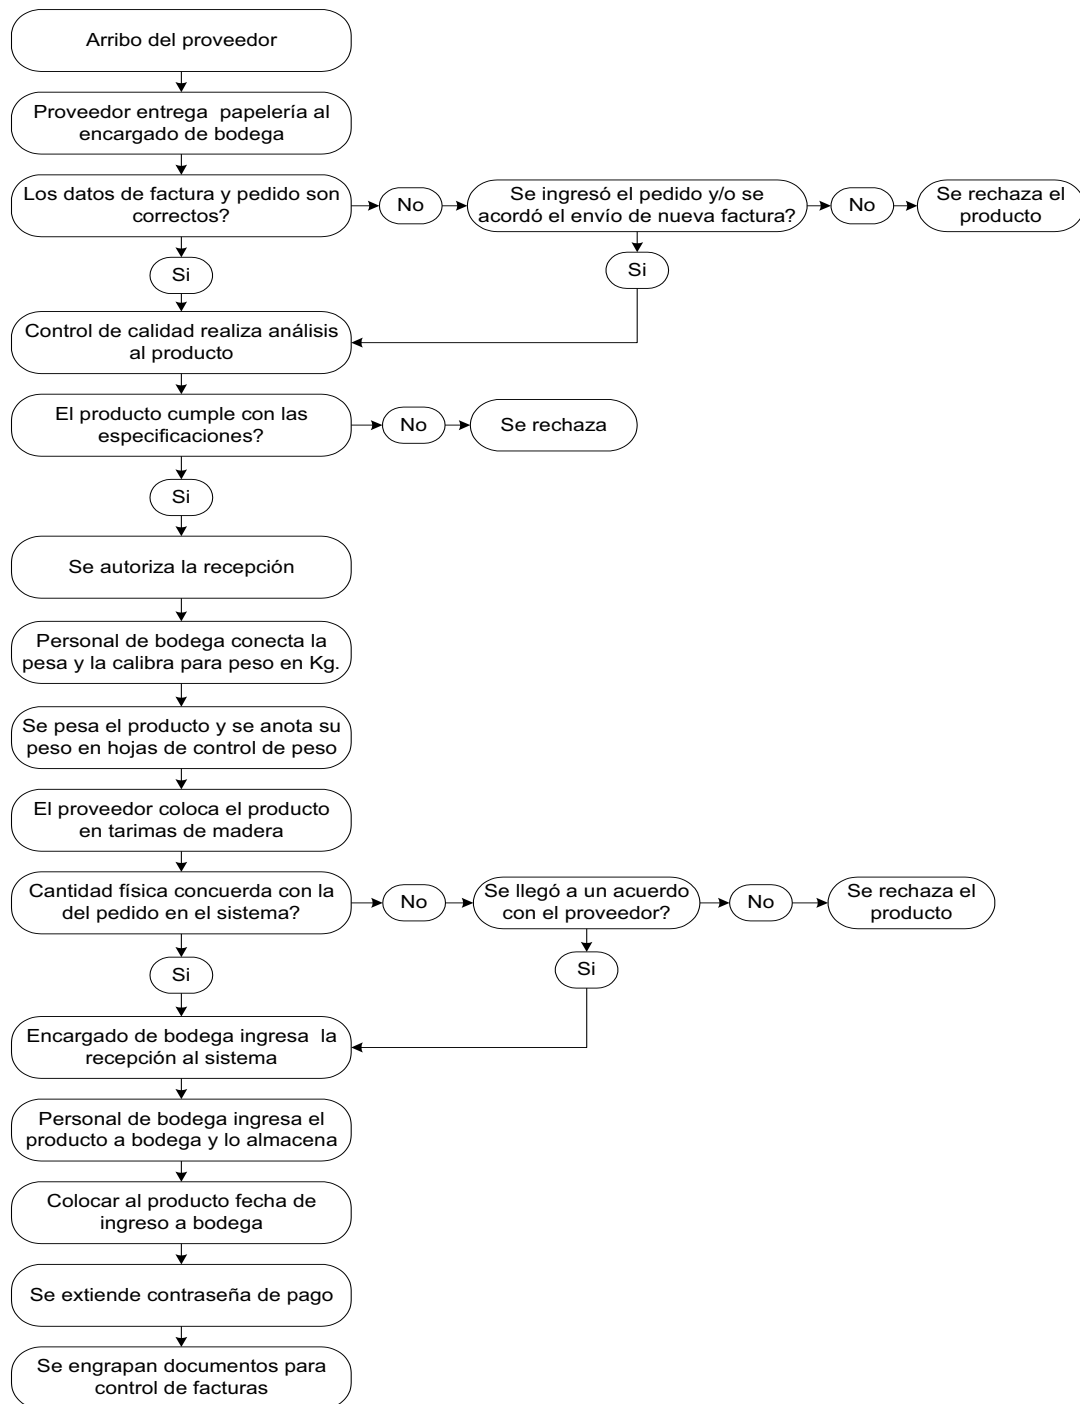 Arribo del proveedor
Proveedor entrega papelería al
encargado de bodega
Los datos de factura y pedido son
correctos?
No
Se ingresó el pedido y/o se
acordó el envío de nueva factura?
No
Se rechaza el
producto
Si
Si
Control de calidad realiza análisis
al producto
El producto cumple con las
especificaciones?
No
Se rechaza
Si
Se autoriza la recepción
Personal de bodega conecta la
pesa y la calibra para peso en Kg.
Se pesa el producto y se anota su
peso en hojas de control de peso
El proveedor coloca el producto
en tarimas de madera
Cantidad física concuerda con la
del pedido en el sistema?
No
Se llegó a un acuerdo
con el proveedor?
No
Se rechaza el
producto
Si
Si
Encargado de bodega ingresa la
recepción al sistema
Personal de bodega ingresa el
producto a bodega y lo almacena
Colocar al producto fecha de
ingreso a bodega
Se extiende contraseña de pago
Se engrapan documentos para
control de facturas